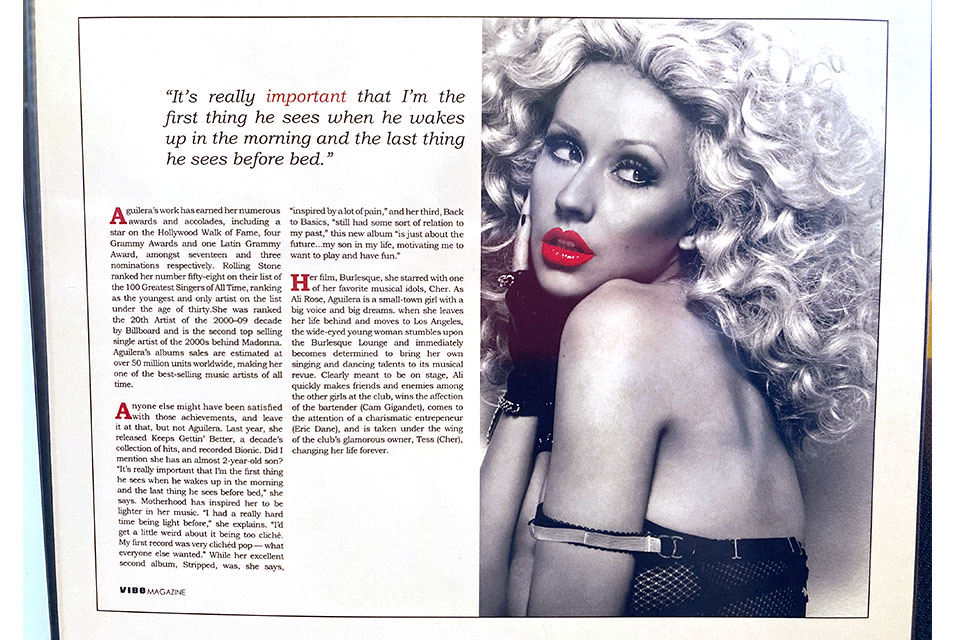 “It’s really important that I’m the
first thing he sees when he wakes
up in the morning and the last thing
he sees before bed.”
Aguilera's work has earned her numerous
awards and accolades, including a
star on the Hollywood Walk of Fame, four
Grammy Awards and one Latin Grammy
Award, amongst seventeen and three
nominations respectively. Rolling Stone
ranked her number fifty-eight on their list of
the 100 Greatest Singers of All Time, ranking
as the youngest and only artist on the list
under the age of thirty.She was ranked
the 20th Artist of the 2000–09 decade
by Billboard and is the second top selling
single artist of the 2000s behind Madonna.
Aguilera's albums sales are estimated at
over 50 million units worldwide, making her
one of the best-selling music artists of all
time.
Anyone else might have been satisfied
with those achievements, and leave
it at that, but not Aguilera. Last year, she
released Keeps Gettin' Better, a decade's
collection of hits, and recorded Bionic. Did I
mention she has an almost 2-year-old son?
"It's really important that I'm the first thing
he sees when he wakes up in the morning
and the last thing he sees before bed," she
says. Motherhood has inspired her to be
lighter in her music. "I had a really hard
time being light before," she explains. "I'd
get a little weird about it being too cliché.
My first record was very clichéd pop — what
everyone else wanted." While her excellent
second album, Stripped, was, she says,
"inspired by a lot of pain," and her third, Back
to Basics, "still had some sort of relation to
my past," this new album "is just about the
future...my son in my life, motivating me to
want to play and have fun."
Her film, Burlesque, she starred with one
of her favorite musical idols, Cher. As
Ali Rose, Aguilera is a small-town girl with a
big voice and big dreams. when she leaves
her life behind and moves to Los Angeles,
the wide-eyed young woman stumbles upon
the Burlesque Lounge and immediately
becomes determined to bring her own
singing and dancing talents to its musical
revue. Clearly meant to be on stage, Ali
quickly makes friends and enemies among
the other girls at the club, wins the affection
of the bartender (Cam Gigandet), comes to
the attention of a charismatic entrepeneur
(Eric Dane), and is taken under the wing
of the club's glamorous owner, Tess (Cher),
changing her life forever.
VIBE MAGAZINE